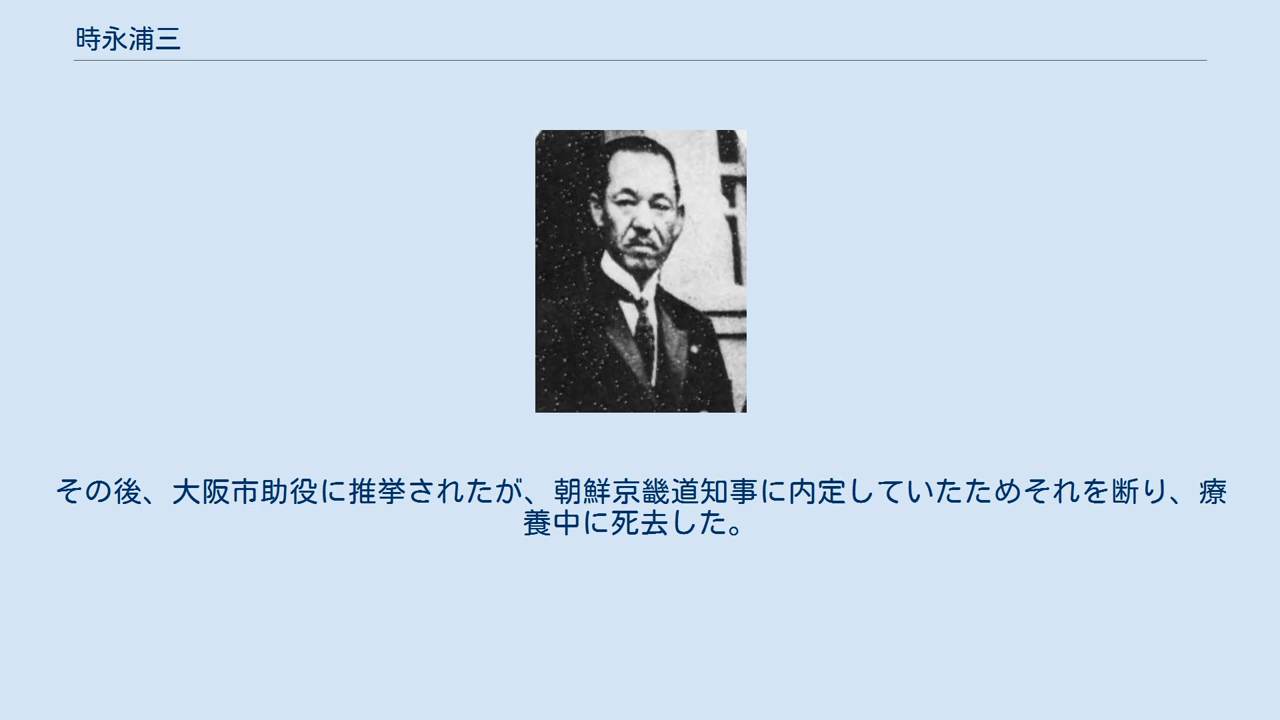 時永浦三
その後、大阪市助役に推挙されたが、朝鮮京畿道知事に内定していたためそれを断り、療
養中に死去した。